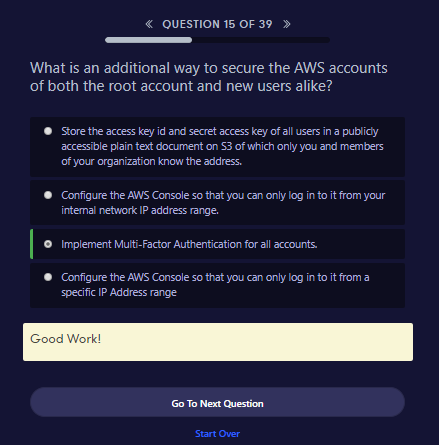 « QUESTION 15 OF 39 »
What is an additional way to secure the AWS accounts
of both the root account and new users alike?
Store the access key id and secret access key of all users in a publicly
accessible plain text document on S3 of which only you and members
of your organization know the address.
Configure the AWS Console so that you can only log in to it from your
internal network IP address range.
Implement Multi-Factor Authentication for all accounts.
Configure the AWS Console so that you can only log in to it from a
specific IP Address range
Good Work!
Go To Next Question
Start Over